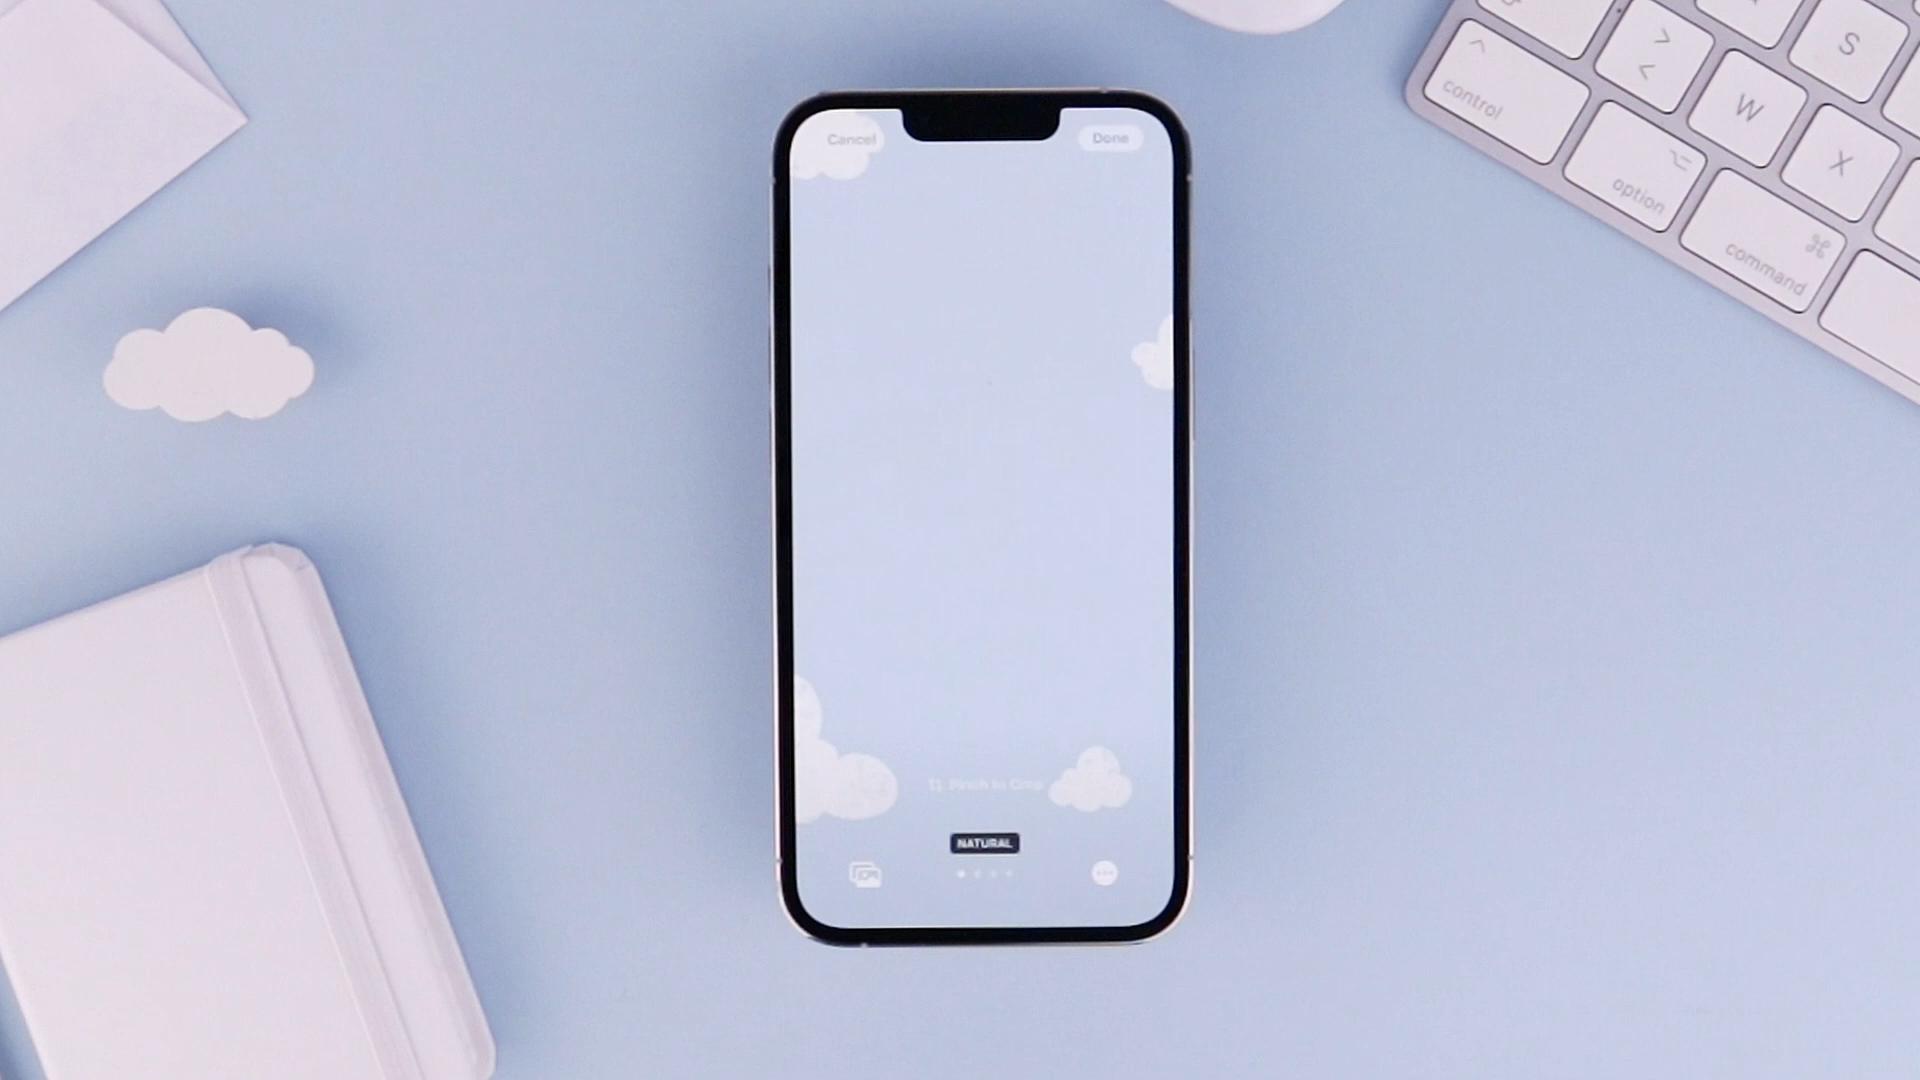 S
>
<
W
control
X
option
command
Cancel
Done
Pinch to Crop
NATURAL